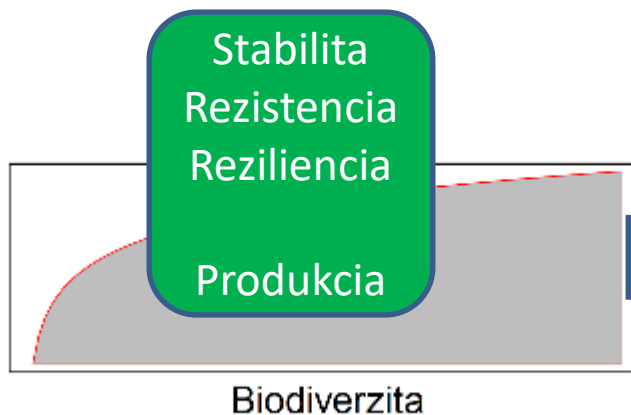 Stabilita
Rezistencia
Reziliencia
Produkcia
Biodiverzita